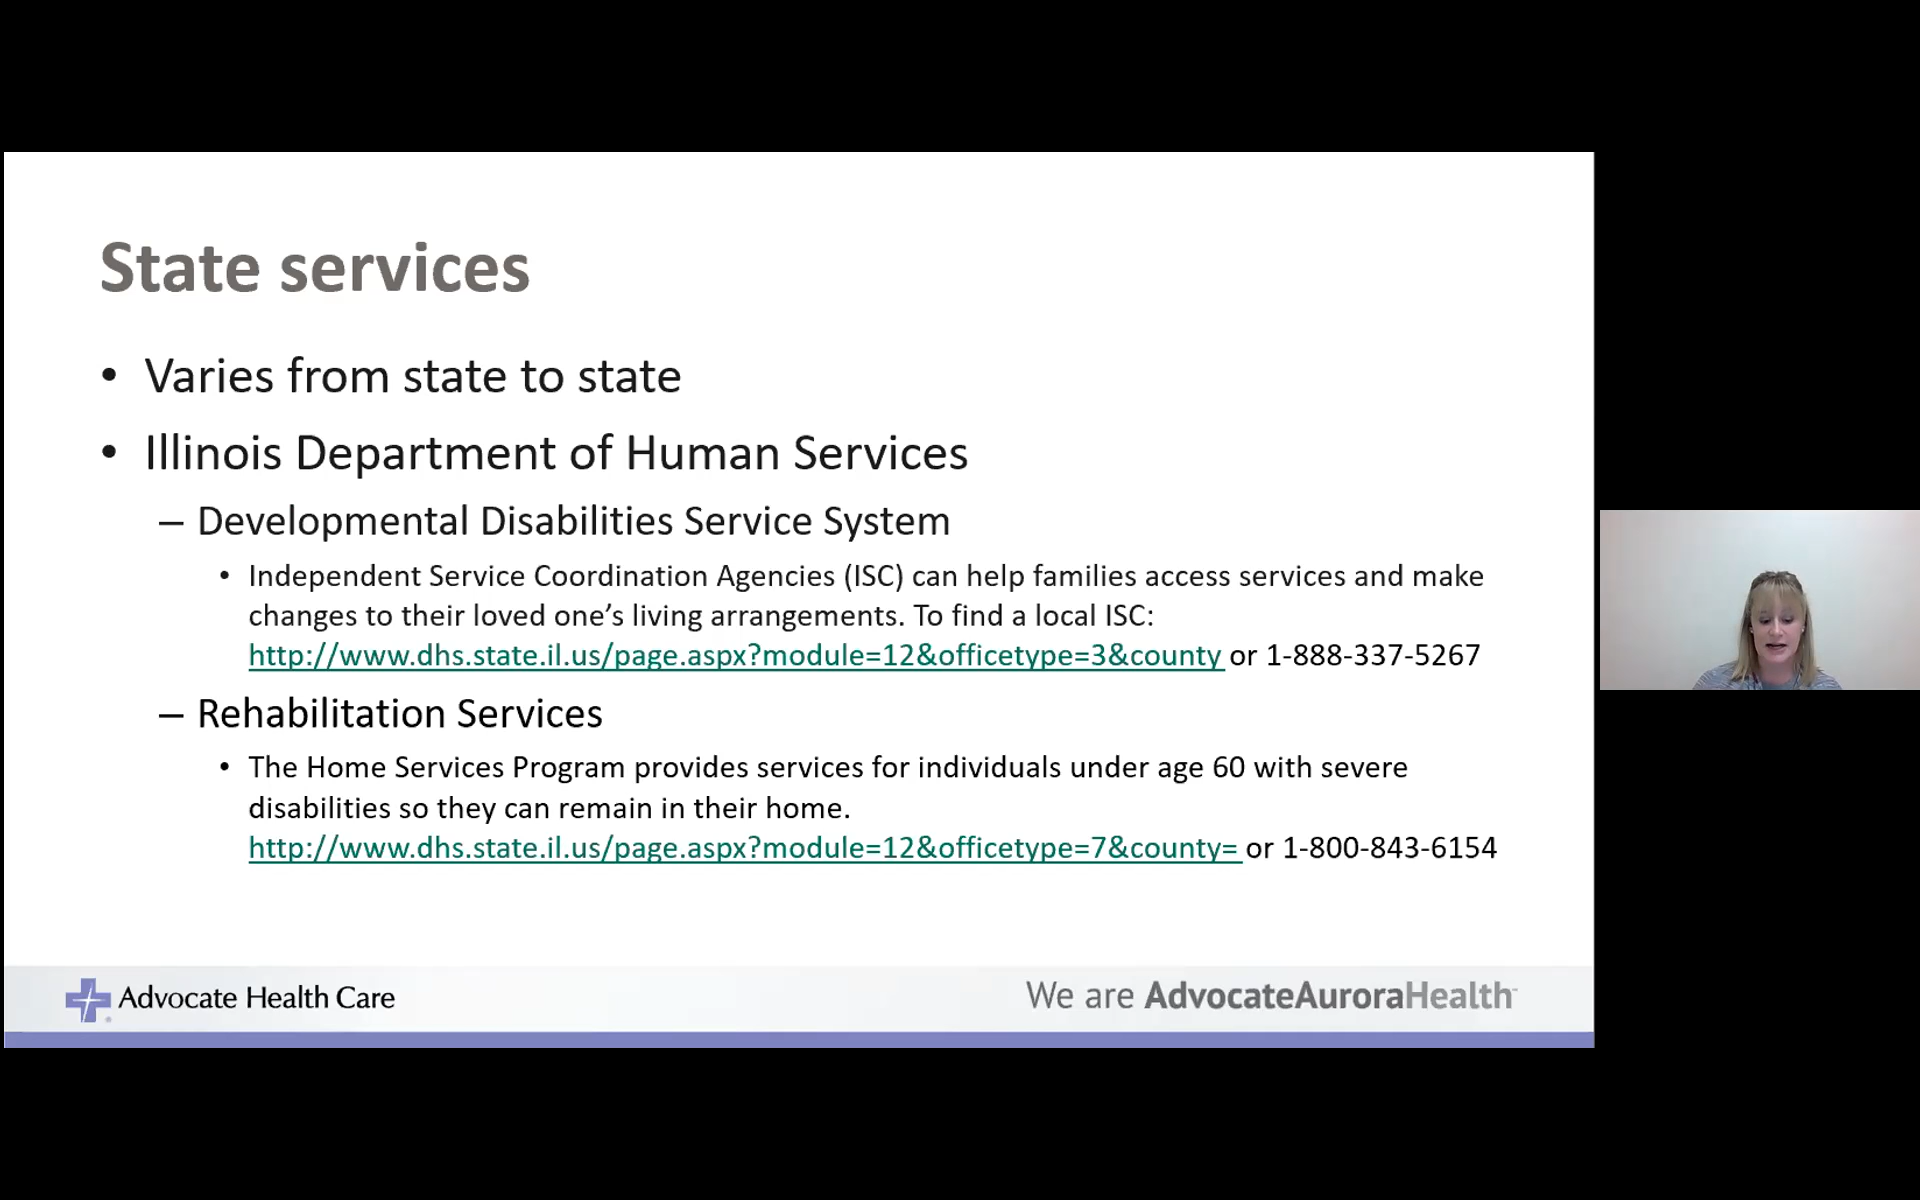 State services
• Varies from state to state
• Illinois Department of Human Services
– Developmental Disabilities Service System
• Independent Service Coordination Agencies (ISC) can help families access services and make
changes to their loved one’s living arrangements. To find a local ISC:
http://www.dhs.state.il.us/page.aspx?module=12&officetype=3&county or 1-888-337-5267
– Rehabilitation Services
• The Home Services Program provides services for individuals under age 60 with severe
disabilities so they can remain in their home.
http://www.dhs.state.il.us/page.aspx?module=12&officetype=7&county= or 1-800-843-6154
Advocate Health Care
We are AdvocateAuroraHealth